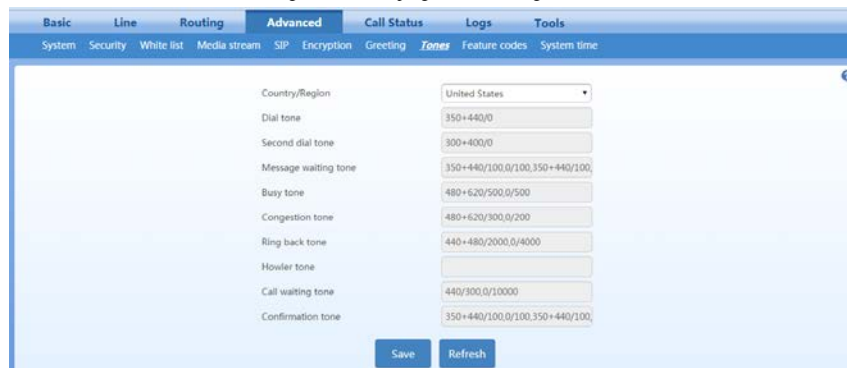 Basic Line Routing Advanced Call Status Logs Tools
System Security White list Media stream SIP Encryption Greeting Tones Feature codes System time
Country/Region United States
Dial tone 350+440/0
Second dial tone 300+400/0
Message waiting tone 350+440/100,0/100,350+440/100,
Busy tone 480+620/500,0/500
Congestion tone 480+620/300,0/200
Ring back tone 440+480/2000,0/4000
Howler tone
Call waiting tone 440/300,0/10000
Confirmation tone 350+440/100,0/100,350+440/100,
Save Refresh